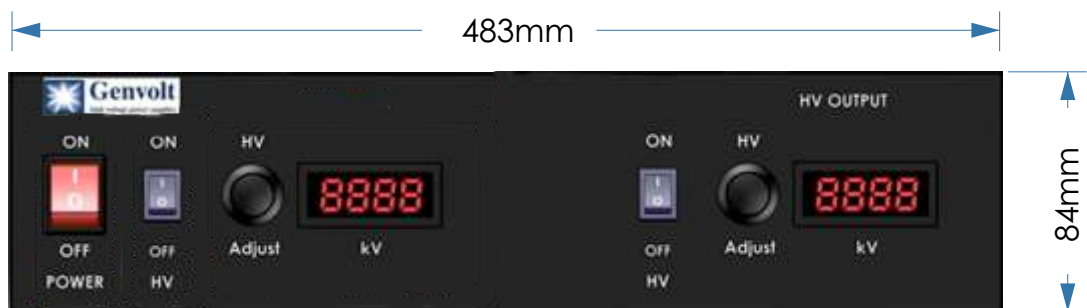 483mm
Genvolt
HV OUTPUT
ON
ON
HV
ON
HV
I
O
I
O
8888
I
O
8888
OFF
OFF
Adjust
kV
OFF
Adjust
kV
POWER
HV
HV
84mm